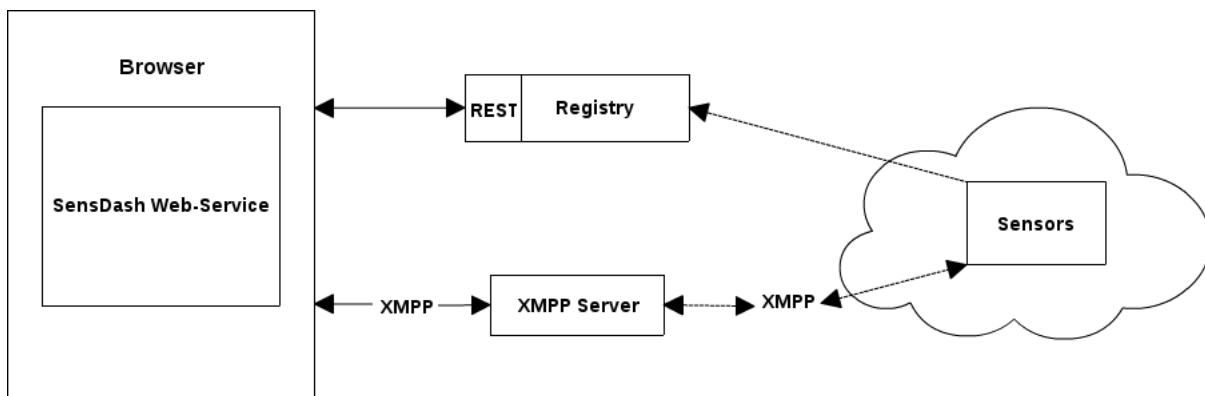 Browser
SensDash Web-Service
REST
Registry
Sensors
XMPP
XMPP Server
XMPP